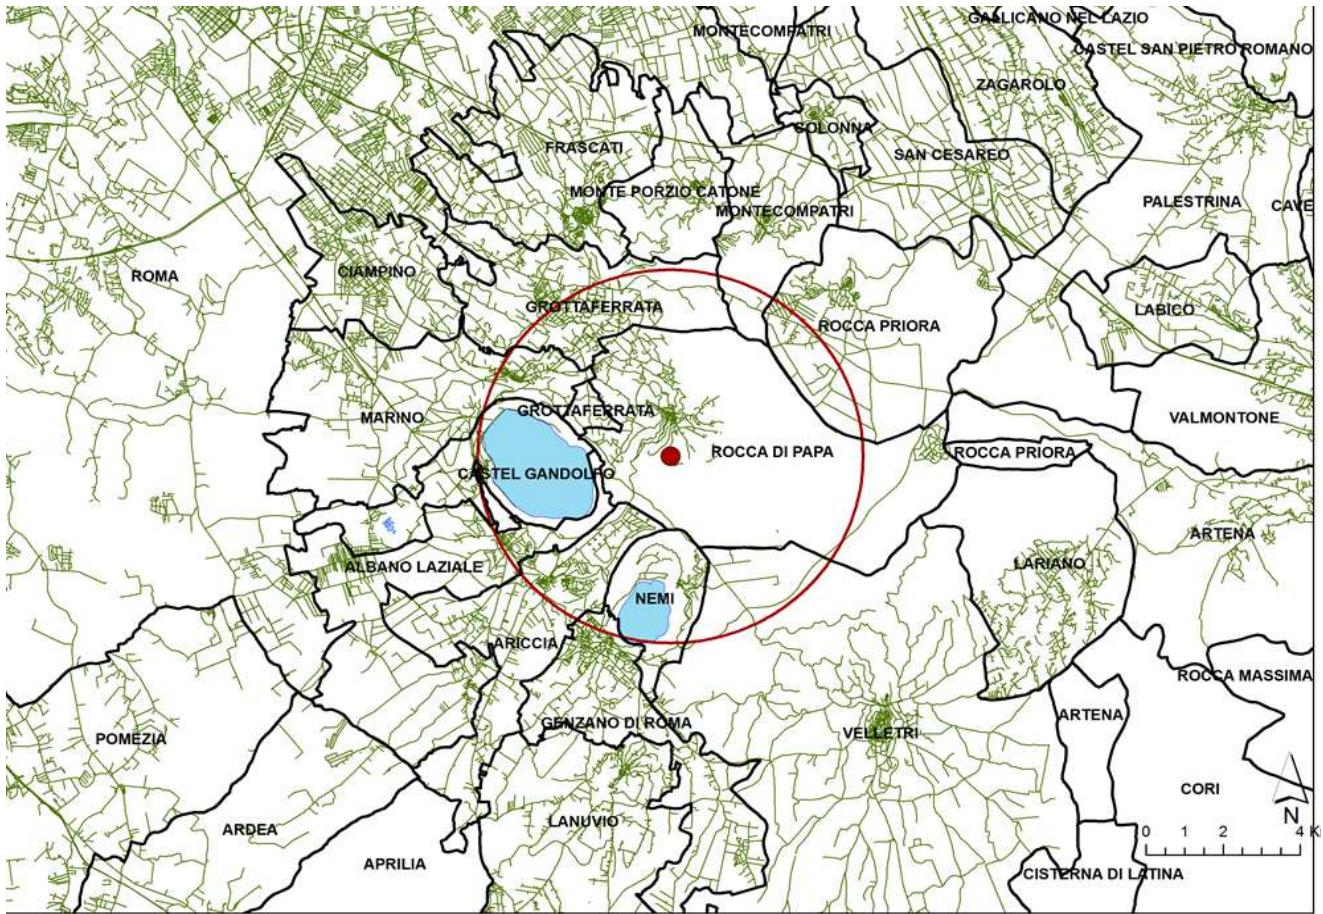 GALLICANO NEL LAZIO
MONTECOMPATRI
CASTEL SAN PIETRO ROMANO
ZAGAROLO
COLONNA
FRASCATI
SAN CESAREO
MONTE PORZIO CATONE
PALESTRINA
CAVE
MONTECOMPATRI
ROMA
CIAMPINO
GROTTAFERRATA
LABICO
ROCCA PRIORA
GROTTAFERRATA
MARINO
VALMONTONE
ROCCA DI PAPA
ROCCA PRIORA
CASTEL GANDOLFO
ARTENA
ALBANO LAZIALE
LARIANO
NEMI
ARICCIA
ROCCA MASSIMA
ARTENA
GENZANO DI ROMA
VELLETRI
POMEZIA
CORI
LANUVIO
N
ARDEA
0 1 2 4 K
APRILIA
CISTERNA DI LATINA